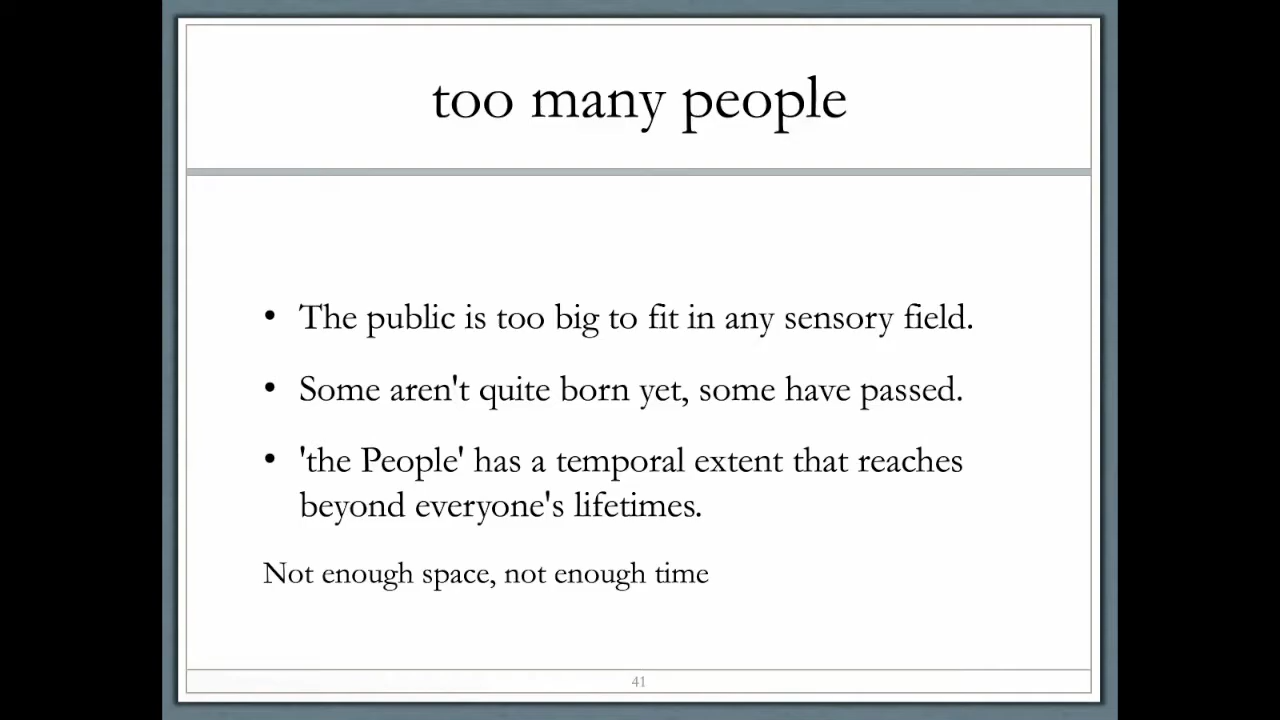 too many people
• The public is too big to fit in any sensory field.
• Some aren't quite born yet, some have passed.
• 'the People' has a temporal extent that reaches
beyond everyone's lifetimes.
Not enough space, not enough time
41